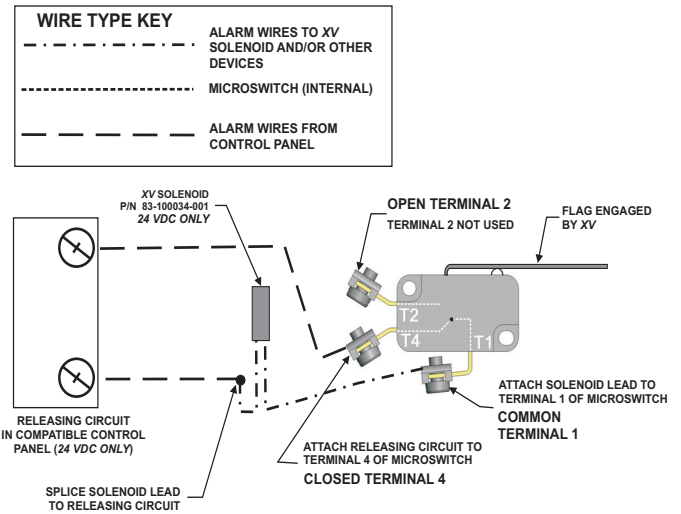 WIRE TYPE KEY
ALARM WIRES TO XV
SOLENOID AND/OR OTHER
DEVICES
MICROSWITCH (INTERNAL)
ALARM WIRES FROM
CONTROL PANEL
XV SOLENOID
P/N 83-100034-001
24 VDC ONLY
OPEN TERMINAL 2
TERMINAL 2 NOT USED
FLAG ENGAGED
BY XV
T2
T4
T1
ATTACH SOLENOID LEAD TO
TERMINAL 1 OF MICROSWITCH
COMMON
TERMINAL 1
RELEASING CIRCUIT
IN COMPATIBLE CONTROL
PANEL (24 VDC ONLY)
ATTACH RELEASING CIRCUIT TO
TERMINAL 4 OF MICROSWITCH
CLOSED TERMINAL 4
SPLICE SOLENOID LEAD
TO RELEASING CIRCUIT